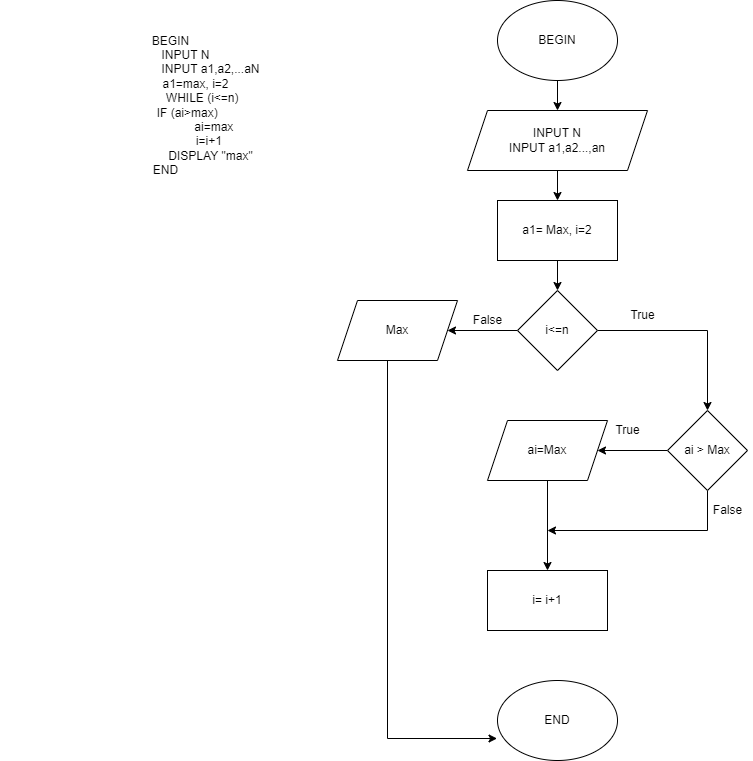 BEGIN
INPUT N
INPUT a1,a2,...aN
a1=max, i=2
WHILE (i<=n)
IF (ai>max)
ai=max
i=i+1
DISPLAY "max"
END
BEGIN
INPUT N
INPUT a1,a2...,an
a1= Max, i=2
i<=n
False
True
Max
ai > Max
True
False
ai=Max
i= i+1
END